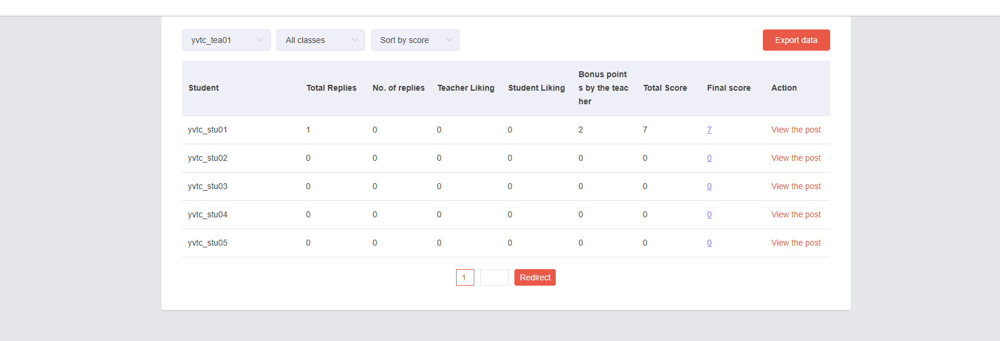 yvtc_tea01 All classes Sort by score Export data
Student Total Replies No. of replies Teacher Liking Student Liking Bonus point
s by the teac
her Total Score Final score Action
yvtc_stu01 1 0 0 0 2 7 7 View the post
yvtc_stu02 0 0 0 0 0 0 0 View the post
yvtc_stu03 0 0 0 0 0 0 0 View the post
yvtc_stu04 0 0 0 0 0 0 0 View the post
yvtc_stu05 0 0 0 0 0 0 0 View the post
1 Redirect